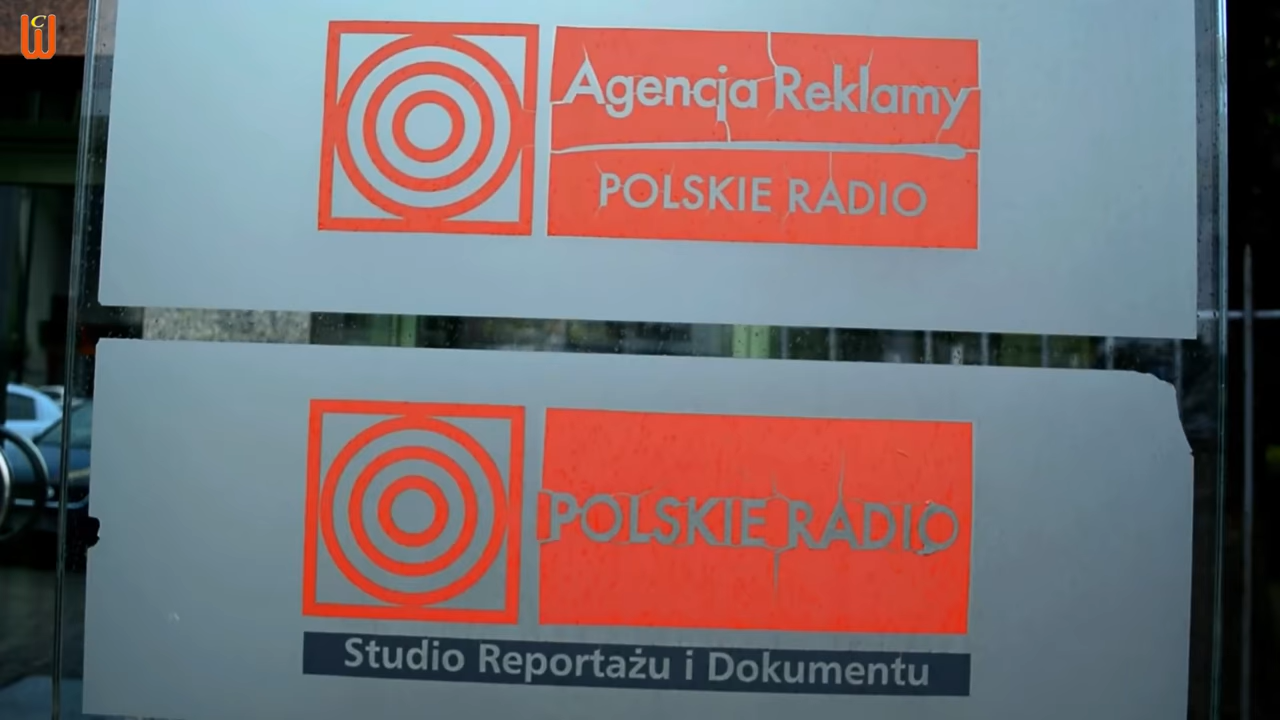 Agencja Reklamy
POLSKIE RADIO
POLSKIE RADIO
Studio Reportażu i Dokumentu